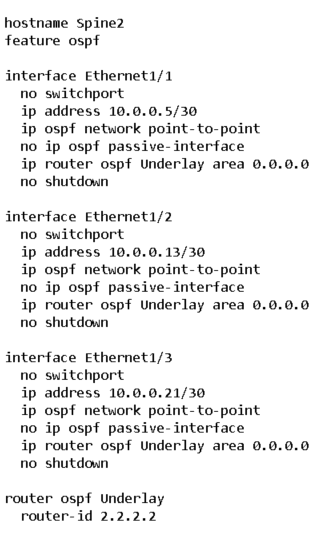 hostname Spine2
feature ospf
interface Ethernet1/1
no switchport
ip address 10.0.0.5/30
ip ospf network point-to-point
no ip ospf passive-interface
ip router ospf Underlay area 0.0.0.0
no shutdown
interface Ethernet1/2
no switchport
ip address 10.0.0.13/30
ip ospf network point-to-point
no ip ospf passive-interface
ip router ospf Underlay area 0.0.0.0
no shutdown
interface Ethernet1/3
no switchport
ip address 10.0.0.21/30
ip ospf network point-to-point
no ip ospf passive-interface
ip router ospf Underlay area 0.0.0.0
no shutdown
router ospf Underlay
router-id 2.2.2.2